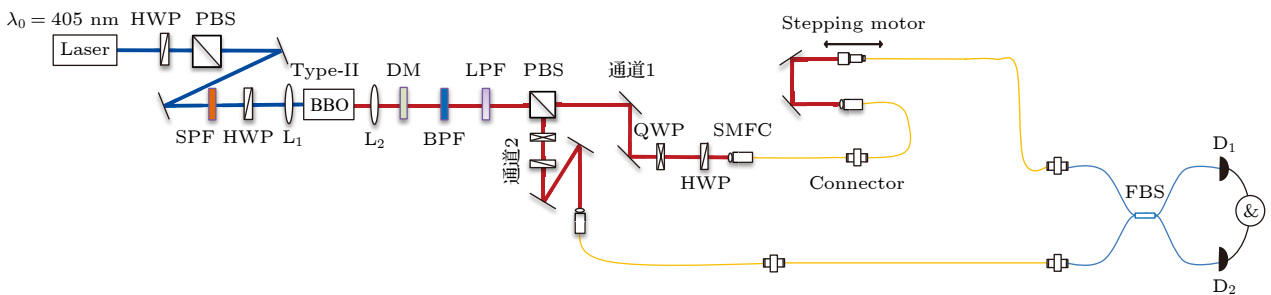 λ₀ = 405 nm
HWP
PBS
Laser
SPF
HWP
L₁
Type-II
BBO
L₂
DM
BPF
LPF
PBS
通道1
通道2
QWP
HWP
SMFC
Stepping motor
Connector
FBS
D₁
&
D₂